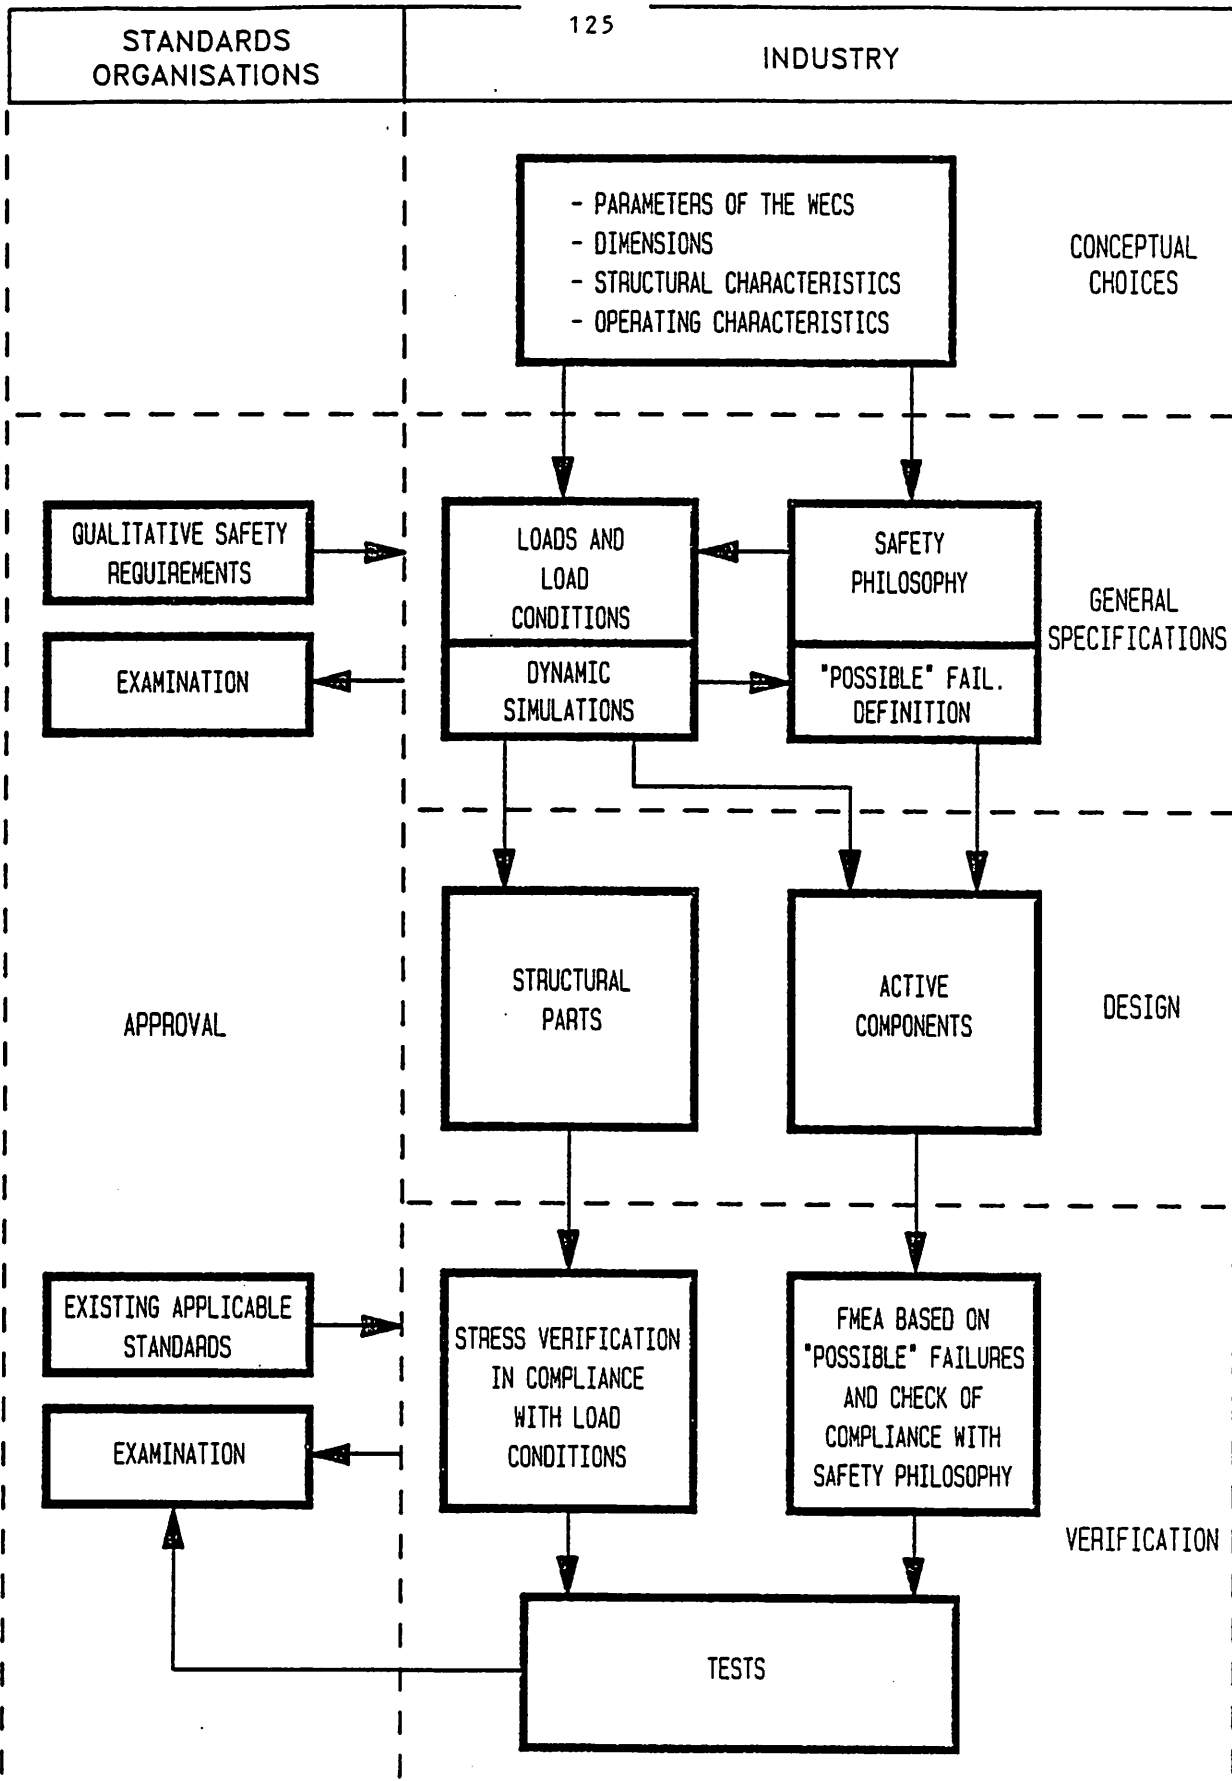 125
STANDARDS
ORGANISATIONS
INDUSTRY
- PARAMETERS OF THE WECS
- DIMENSIONS
- STRUCTURAL CHARACTERISTICS
- OPERATING CHARACTERISTICS
CONCEPTUAL
CHOICES
QUALITATIVE SAFETY
REQUIREMENTS
EXAMINATION
LOADS AND
LOAD
CONDITIONS
DYNAMIC
SIMULATIONS
SAFETY
PHILOSOPHY
"POSSIBLE" FAIL.
DEFINITION
GENERAL
SPECIFICATIONS
APPROVAL
STRUCTURAL
PARTS
ACTIVE
COMPONENTS
DESIGN
EXISTING APPLICABLE
STANDARDS
EXAMINATION
STRESS VERIFICATION
IN COMPLIANCE
WITH LOAD
CONDITIONS
FMEA BASED ON
"POSSIBLE" FAILURES
AND CHECK OF
COMPLIANCE WITH
SAFETY PHILOSOPHY
VERIFICATION
TESTS